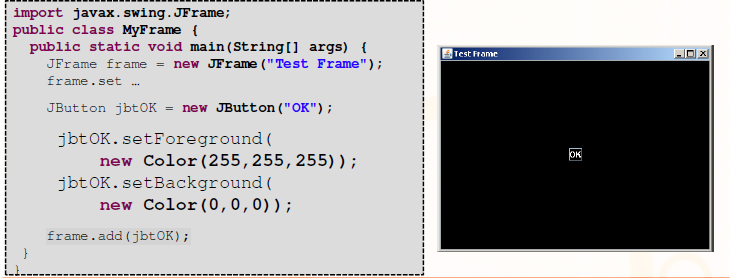 import javax.swing.JFrame;
public class MyFrame {
public static void main(String[] args) {
JFrame frame = new JFrame("Test Frame");
frame.set …
JButton jbtOK = new JButton("OK");
jbtOK.setForeground(
new Color(255,255,255));
jbtOK.setBackground(
new Color(0,0,0));
frame.add(jbtOK);
}
}
Test Frame
OK